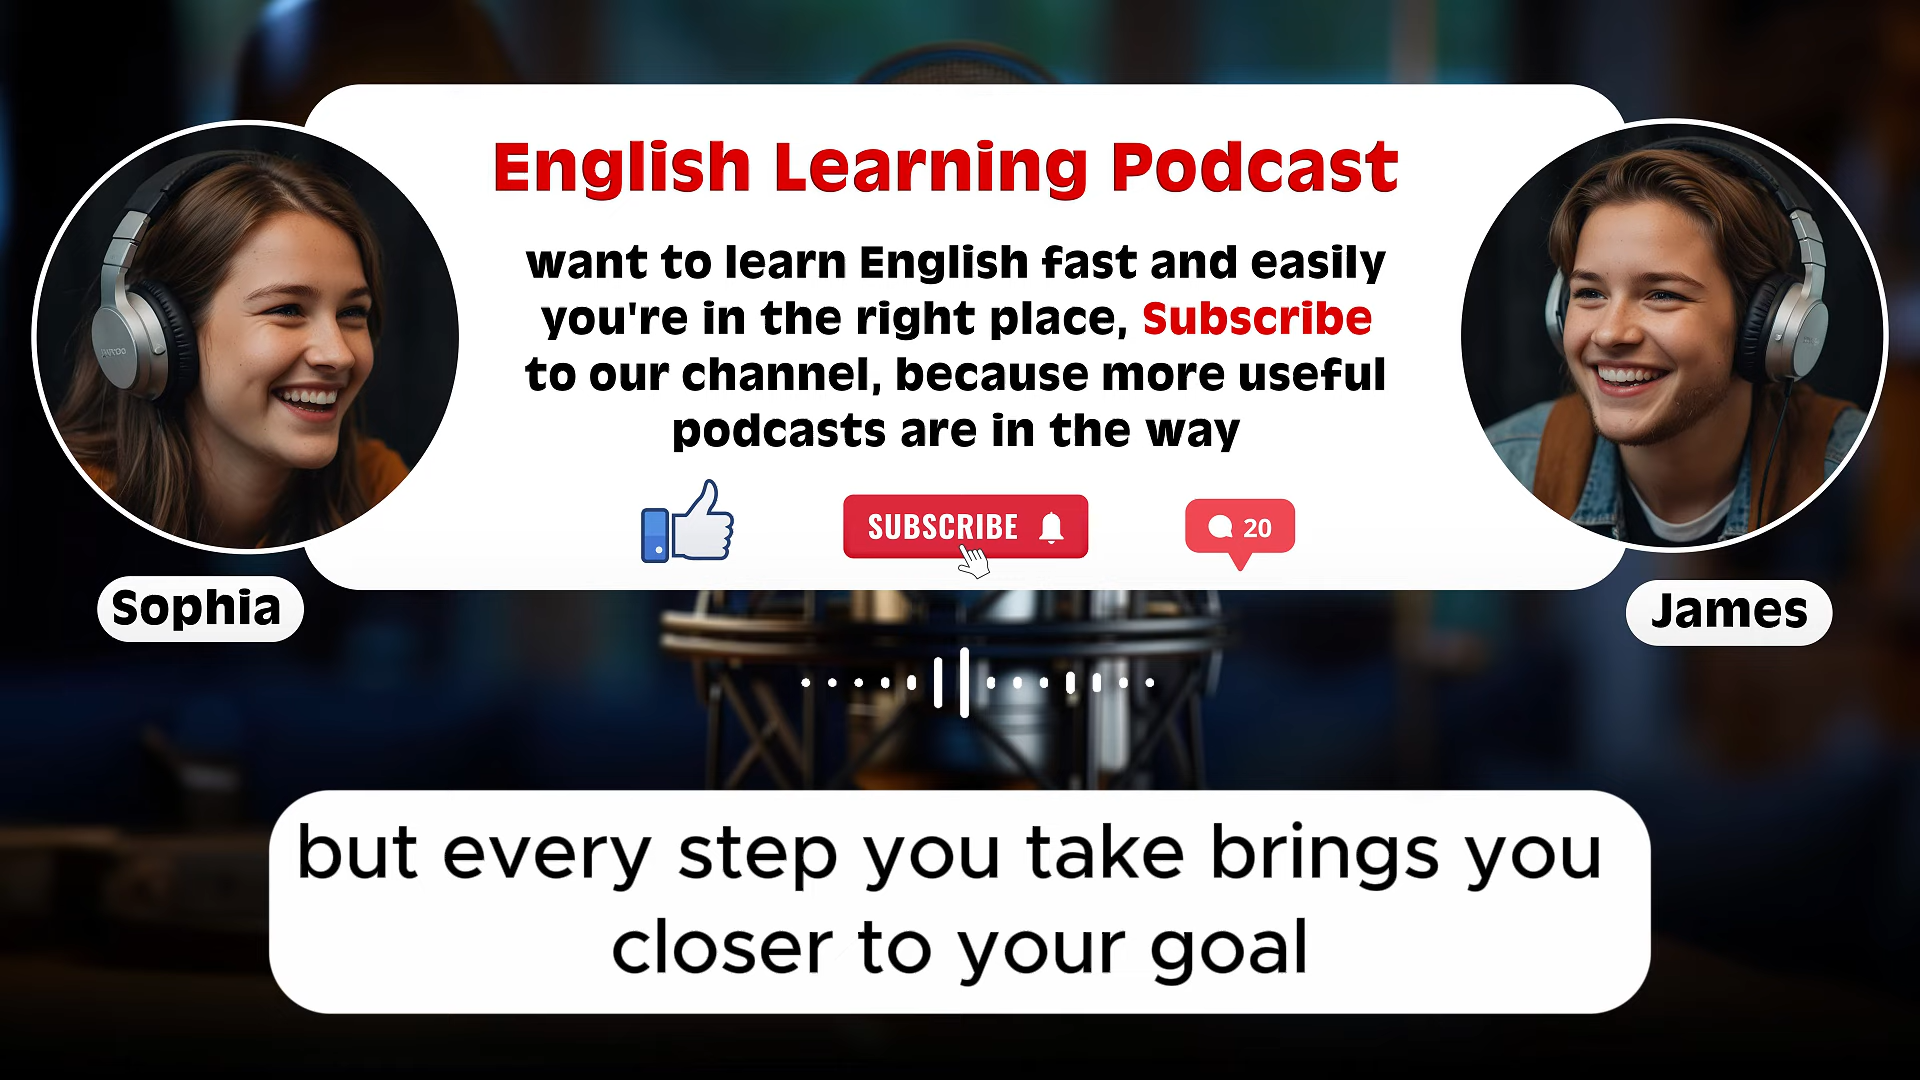 English Learning Podcast
want to learn English fast and easily
you're in the right place, Subscribe
to our channel, because more useful
podcasts are in the way
SUBSCRIBE
20
Sophia
James
but every step you take brings you
closer to your goal